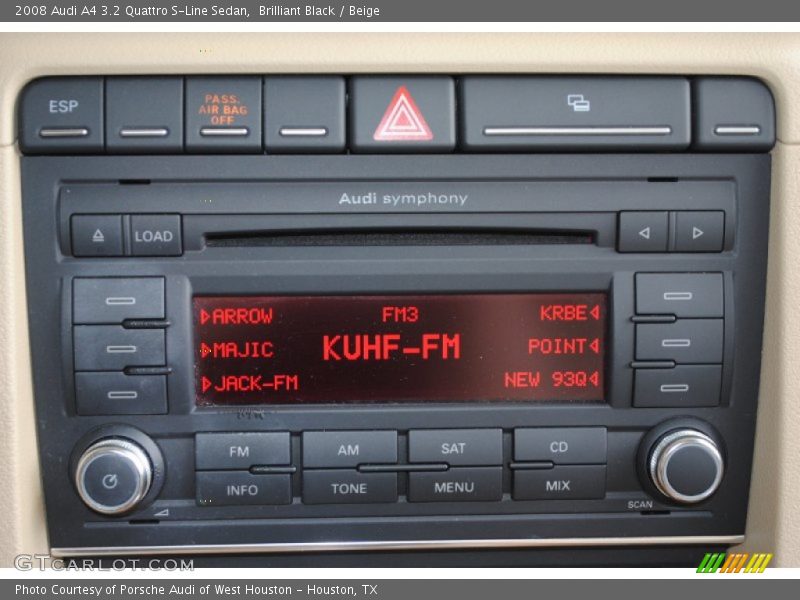 2008 Audi A4 3.2 Quattro S-Line Sedan,  Brilliant Black / Beige
ESP
PASS.
AIR BAG
OFF
Audi symphony
LOAD
ARROW FM3 KRBE
MAJIC KUHF-FM POINT
JACK-FM NEW 93Q
FM AM SAT CD
INFO TONE MENU MIX
SCAN
GTCARLOT.COM
Photo Courtesy of Porsche Audi of West Houston - Houston, TX